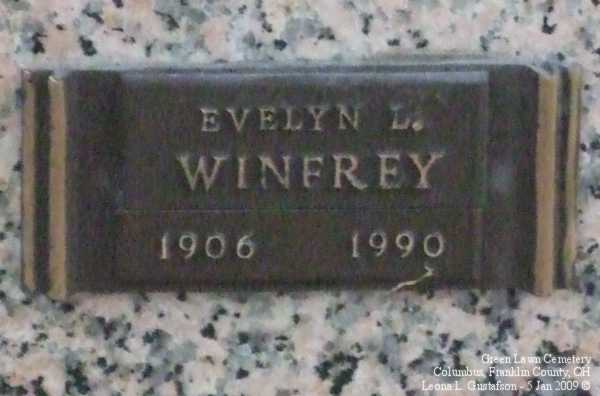 EVELYN L.
WINFREY
1906 1990
Green Lawn Cemetery
Columbus, Franklin County, OH
Leona L. Gustafson - 5 Jan 2009 ©